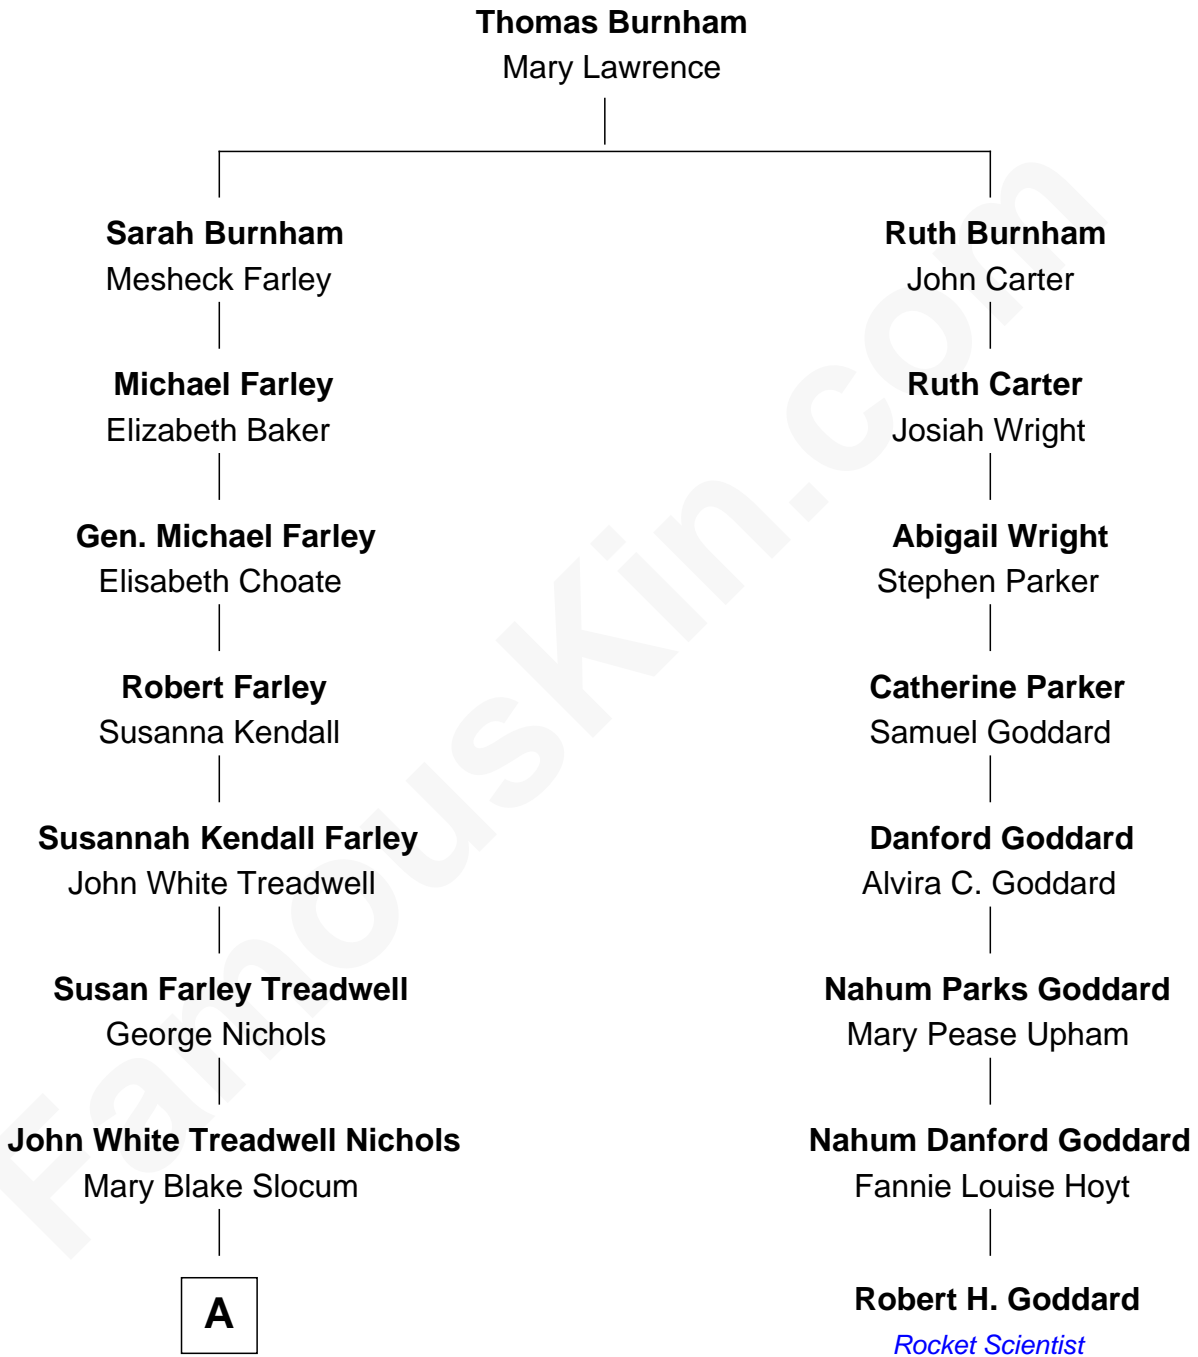 Thomas Burnham
Mary Lawrence
Sarah Burnham
Mesheck Farley
Michael Farley
Elizabeth Baker
Gen. Michael Farley
Elisabeth Choate
Robert Farley
Susanna Kendall
Susannah Kendall Farley
John White Treadwell
Susan Farley Treadwell
George Nichols
John White Treadwell Nichols
Mary Blake Slocum
A
Ruth Burnham
John Carter
Ruth Carter
Josiah Wright
Abigail Wright
Stephen Parker
Catherine Parker
Samuel Goddard
Danford Goddard
Alvira C. Goddard
Nahum Parks Goddard
Mary Pease Upham
Nahum Danford Goddard
Fannie Louise Hoyt
Robert H. Goddard
Rocket Scientist
FamousKin.com